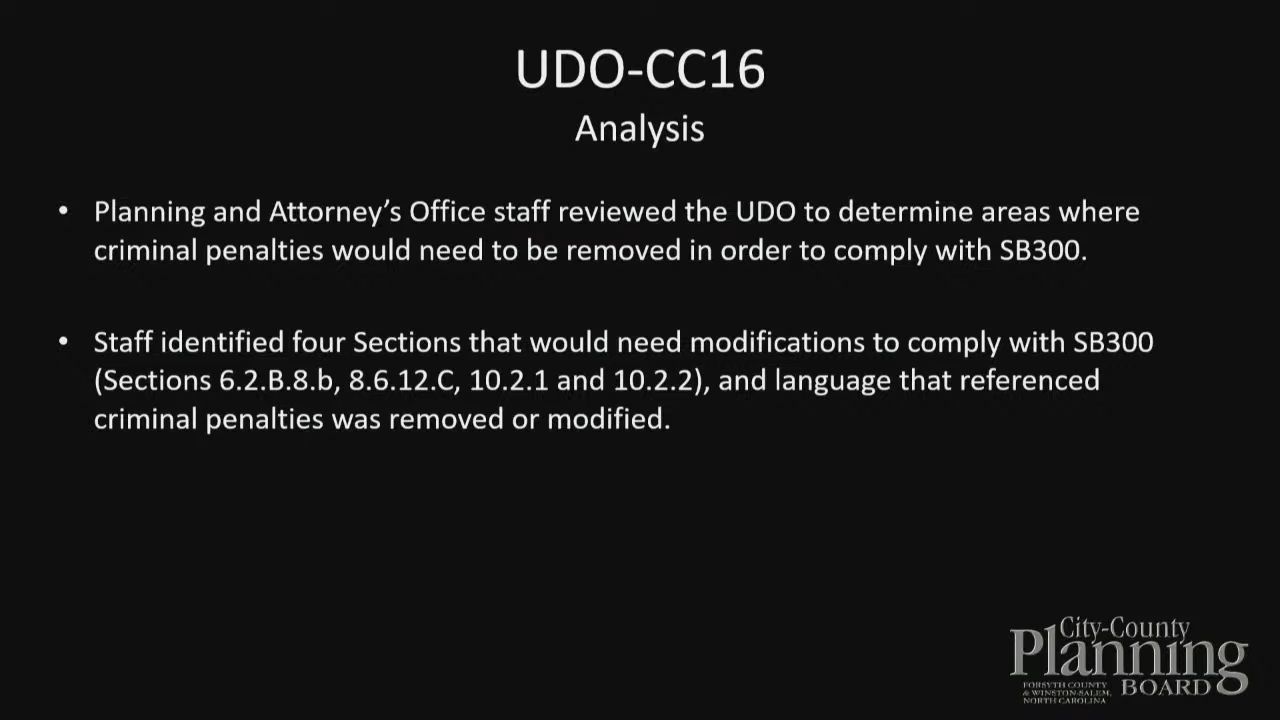 UDO-CC16
Analysis
• Planning and Attorney’s Office staff reviewed the UDO to determine areas where
criminal penalties would need to be removed in order to comply with SB300.
• Staff identified four Sections that would need modifications to comply with SB300
(Sections 6.2.B.8.b, 8.6.12.C, 10.2.1 and 10.2.2), and language that referenced
criminal penalties was removed or modified.
City-County
Planning
FORSYTH COUNTY
& WINSTON-SALEM,
NORTH CAROLINA
BOARD